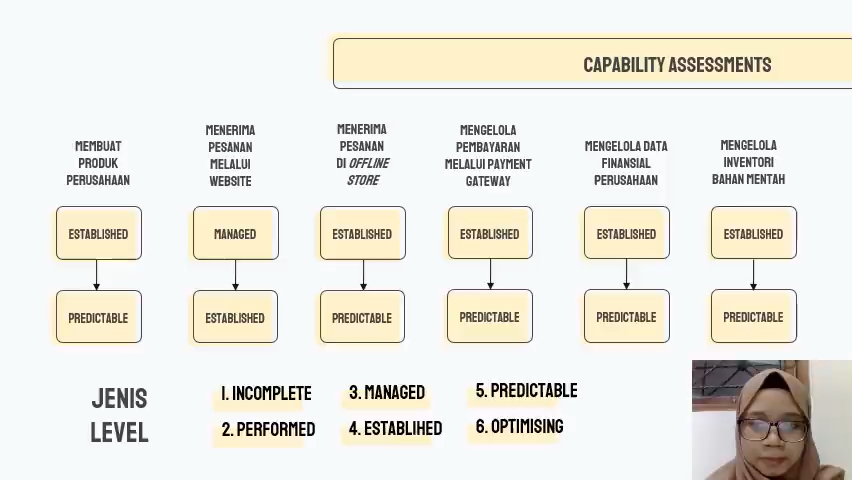 CAPABILITY ASSESSMENTS
MEMBUAT
PRODUK
PERUSAHAAN
MENERIMA
PESANAN
MELALUI
WEBSITE
MENERIMA
PESANAN
DI OFFLINE
STORE
MENGELOLA
PEMBAYARAN
MELALUI PAYMENT
GATEWAY
MENGELOLA DATA
FINANSIAL
PERUSAHAAN
MENGELOLA
INVENTORI
BAHAN MENTAH
ESTABLISHED
MANAGED
ESTABLISHED
ESTABLISHED
ESTABLISHED
ESTABLISHED
PREDICTABLE
ESTABLISHED
PREDICTABLE
PREDICTABLE
PREDICTABLE
PREDICTABLE
JENIS
LEVEL
1. INCOMPLETE
2. PERFORMED
3. MANAGED
4. ESTABLIHED
5. PREDICTABLE
6. OPTIMISING